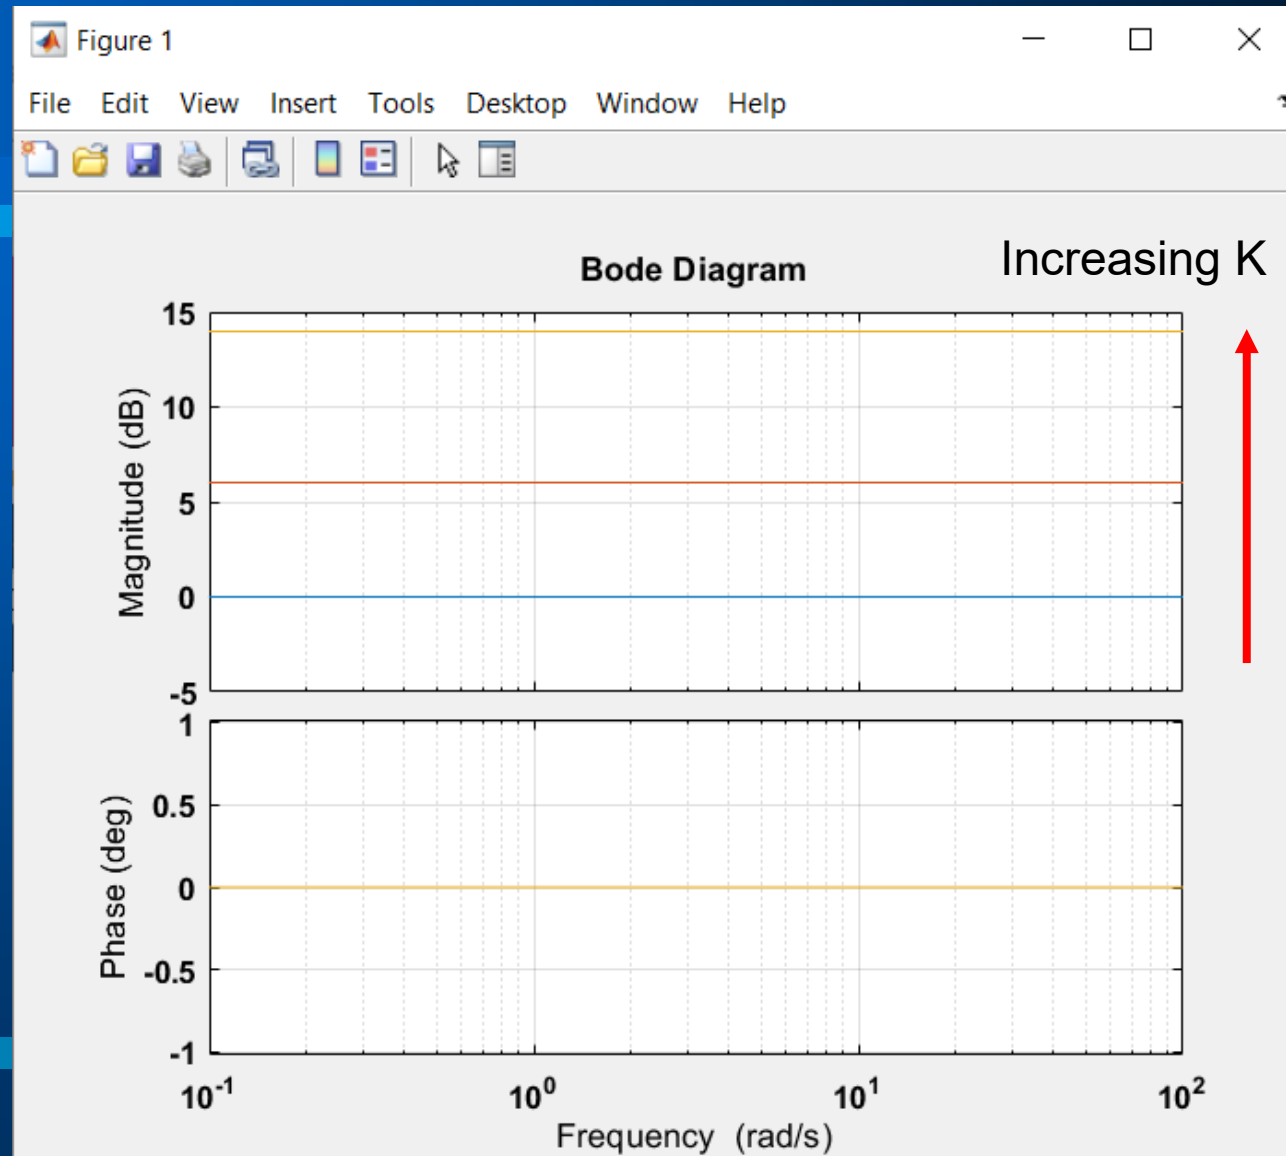 Figure 1
File Edit View Insert Tools Desktop Window Help
Increasing K
Bode Diagram
15
10
5
0
-5
Magnitude (dB)
1
0.5
0
-0.5
-1
Phase (deg)
10^-1 10^0 10^1 10^2
Frequency (rad/s)